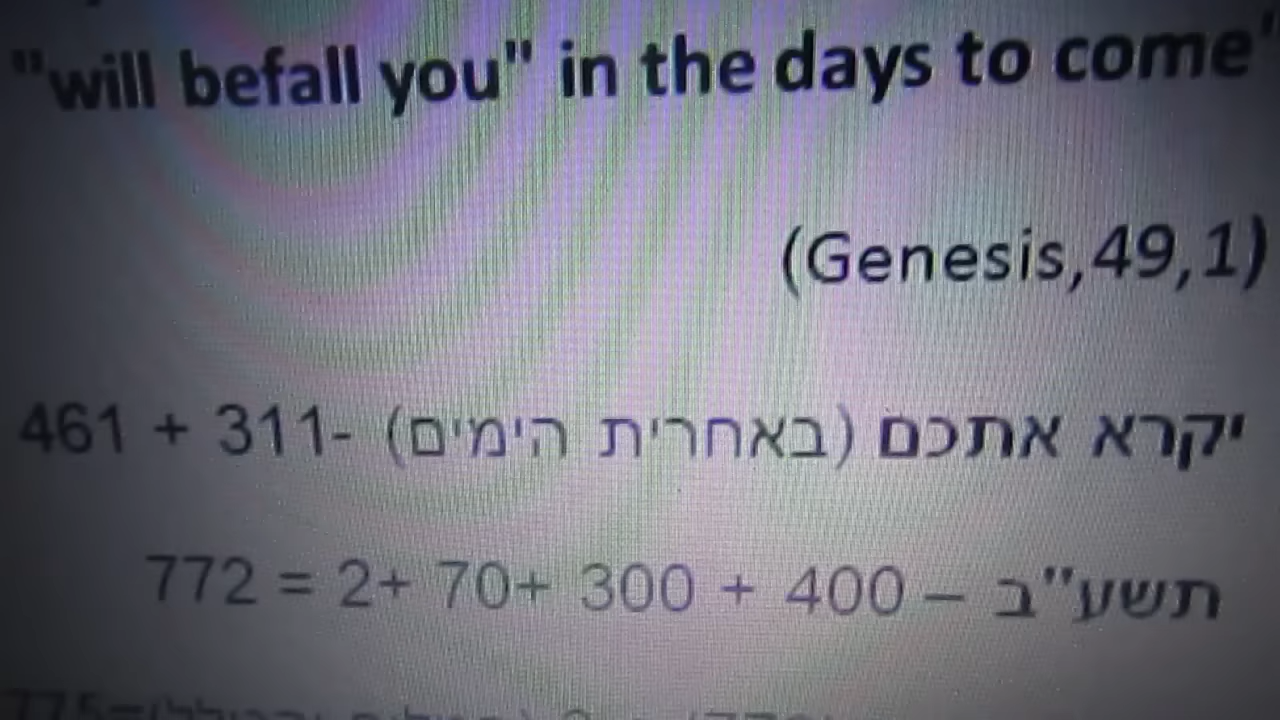 "will befall you" in the days to come"
(Genesis,49,1)
יקרא אתכם (באחרית הימים) -311 + 461
תשע"ב – 400 + 300 +70 +2 = 772